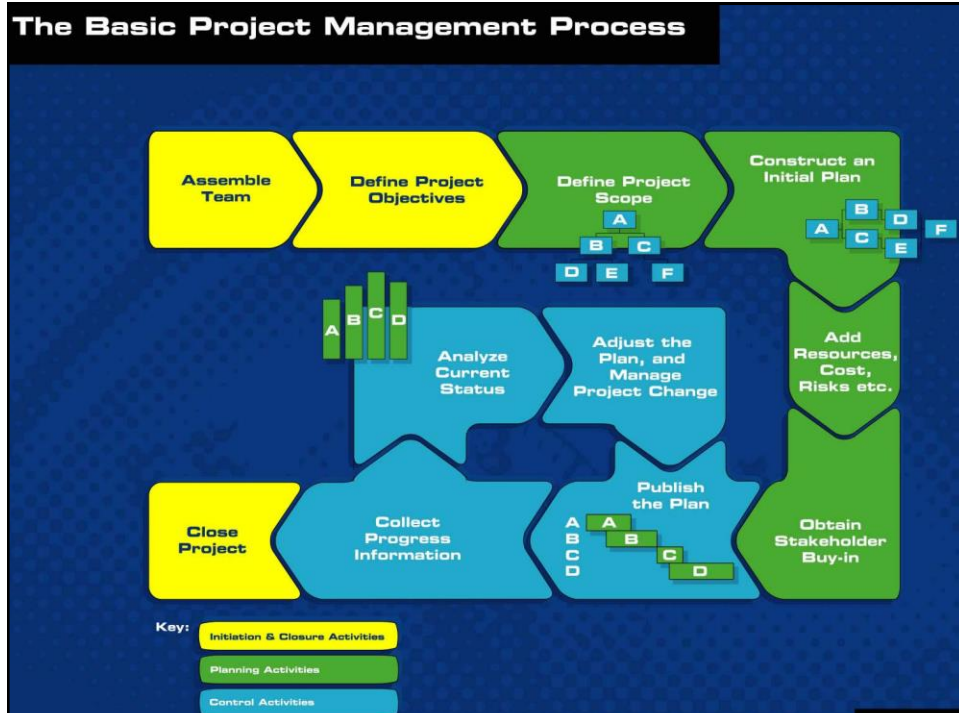 The Basic Project Management Process
Assemble
Team
Define Project
Objectives
Define Project
Scope
A
B C
D E F
Construct an
Initial Plan
B
D
A
F
C
E
Add
Resources,
Cost,
Risks etc.
Obtain
Stakeholder
Buy-in
Publish
the Plan
A A
B B
C C
D D
Collect
Progress
Information
A B C D
Analyze
Current
Status
Adjust the
Plan, and
Manage
Project Change
Close
Project
Key:
Initiation & Closure Activities
Planning Activities
Control Activities